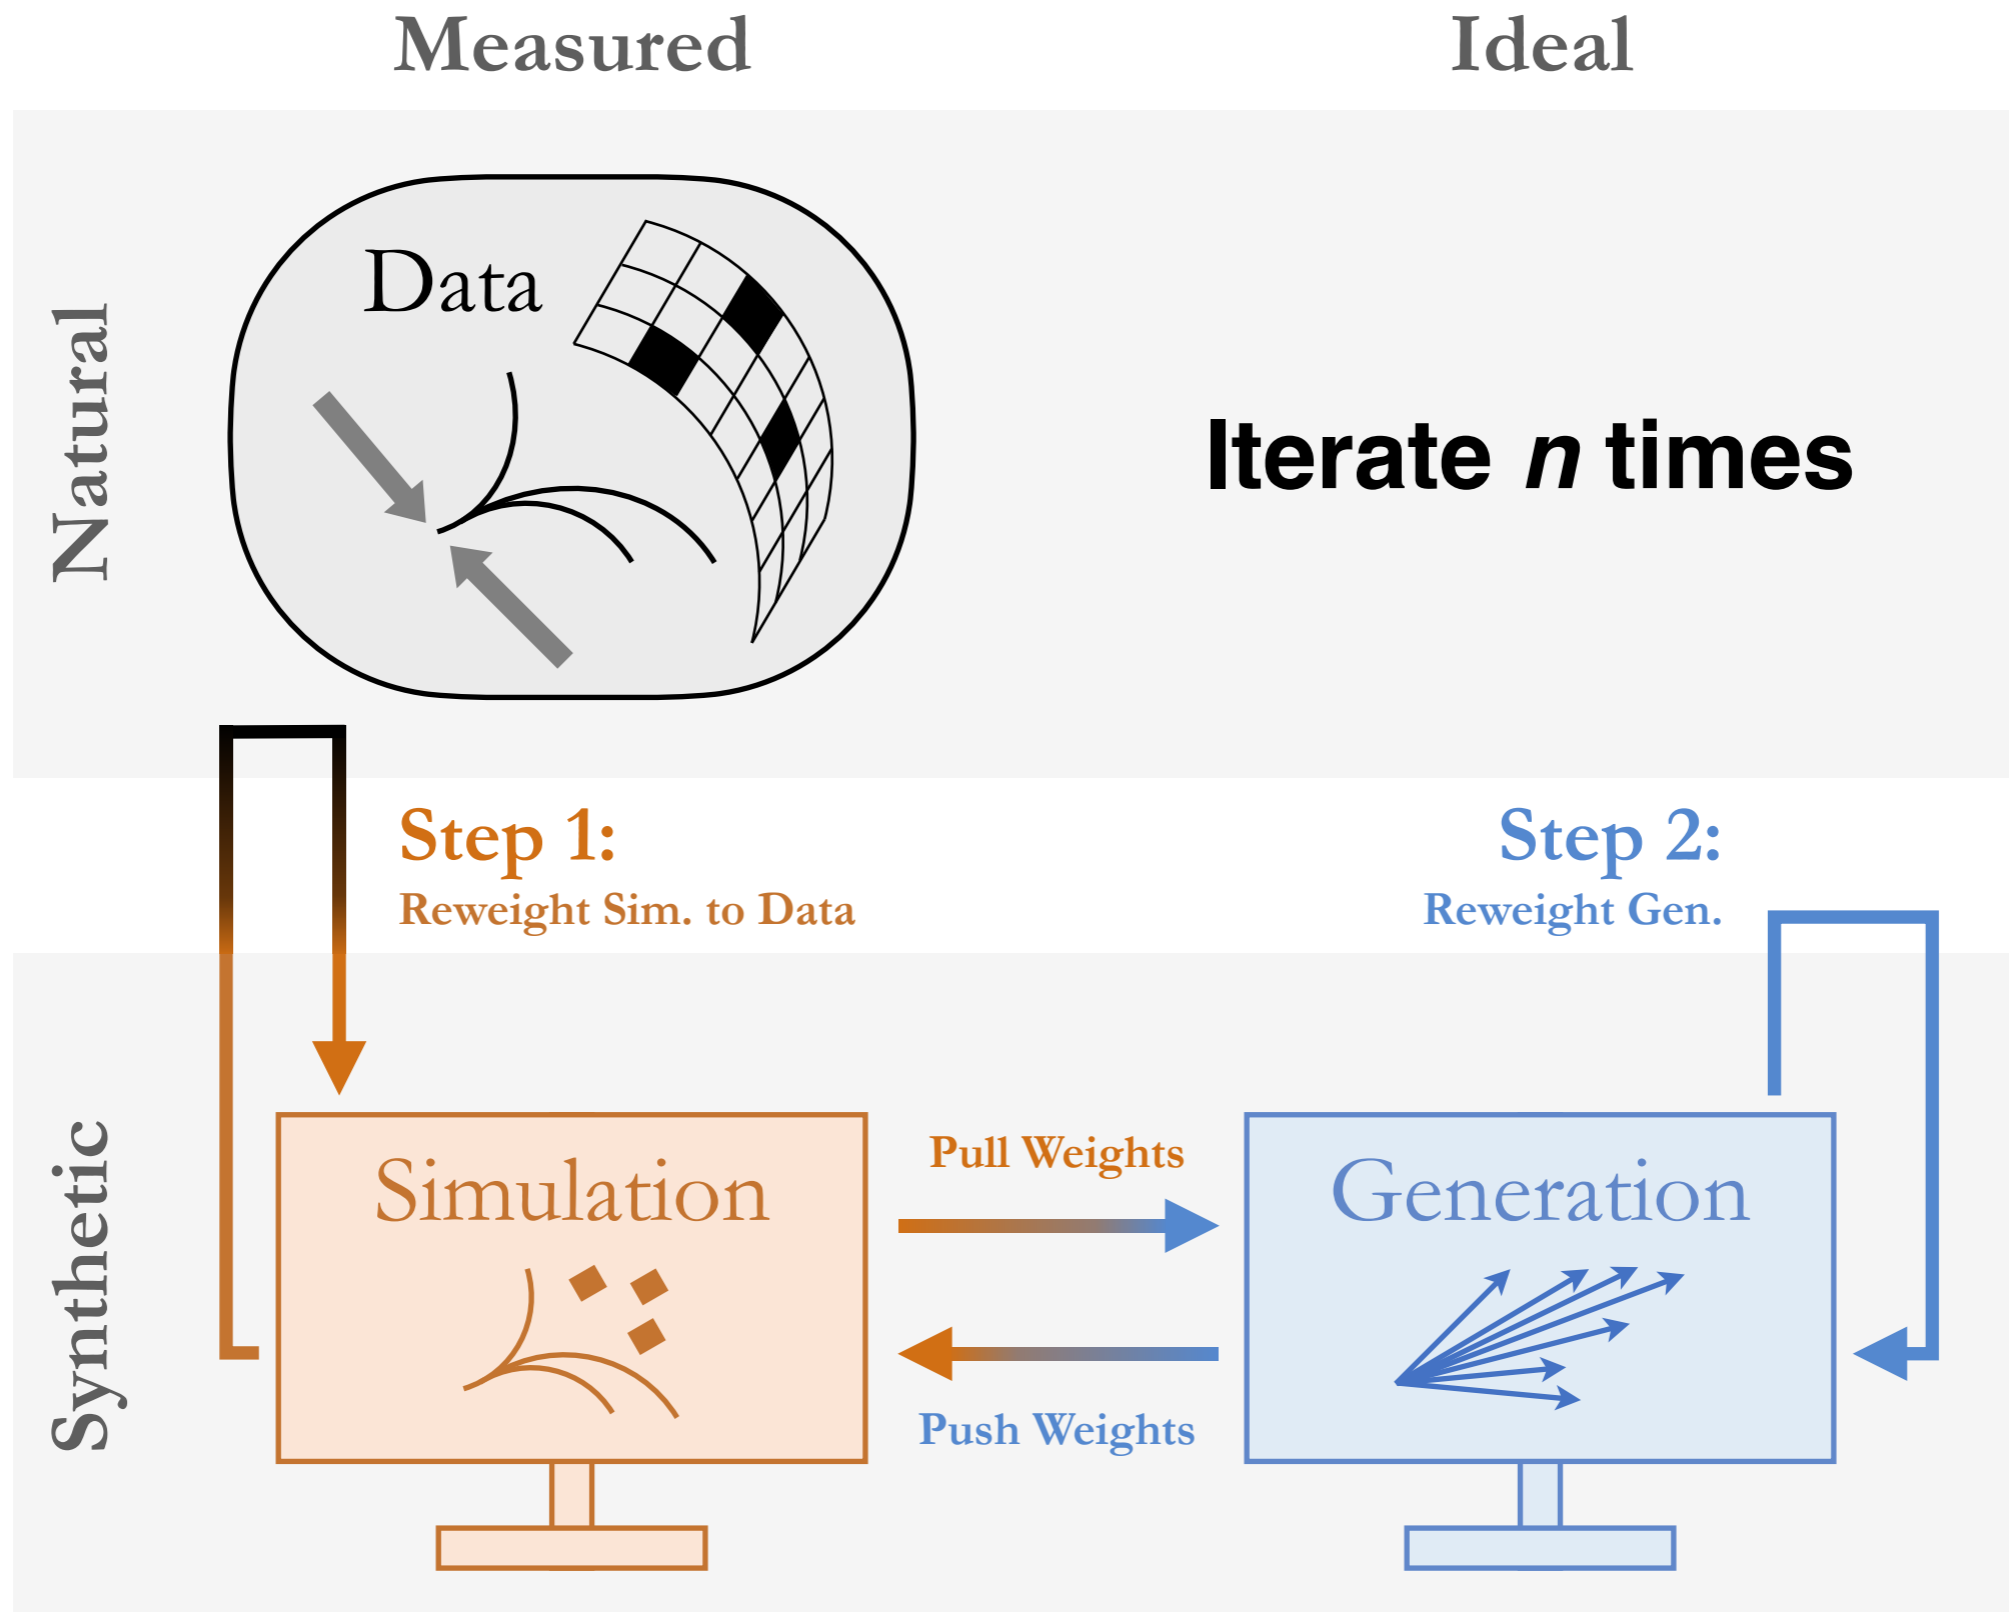 Measured
Ideal
Natural
Data
Iterate n times
Step 1:
Reweight Sim. to Data
Step 2:
Reweight Gen.
Synthetic
Simulation
Pull Weights
Push Weights
Generation